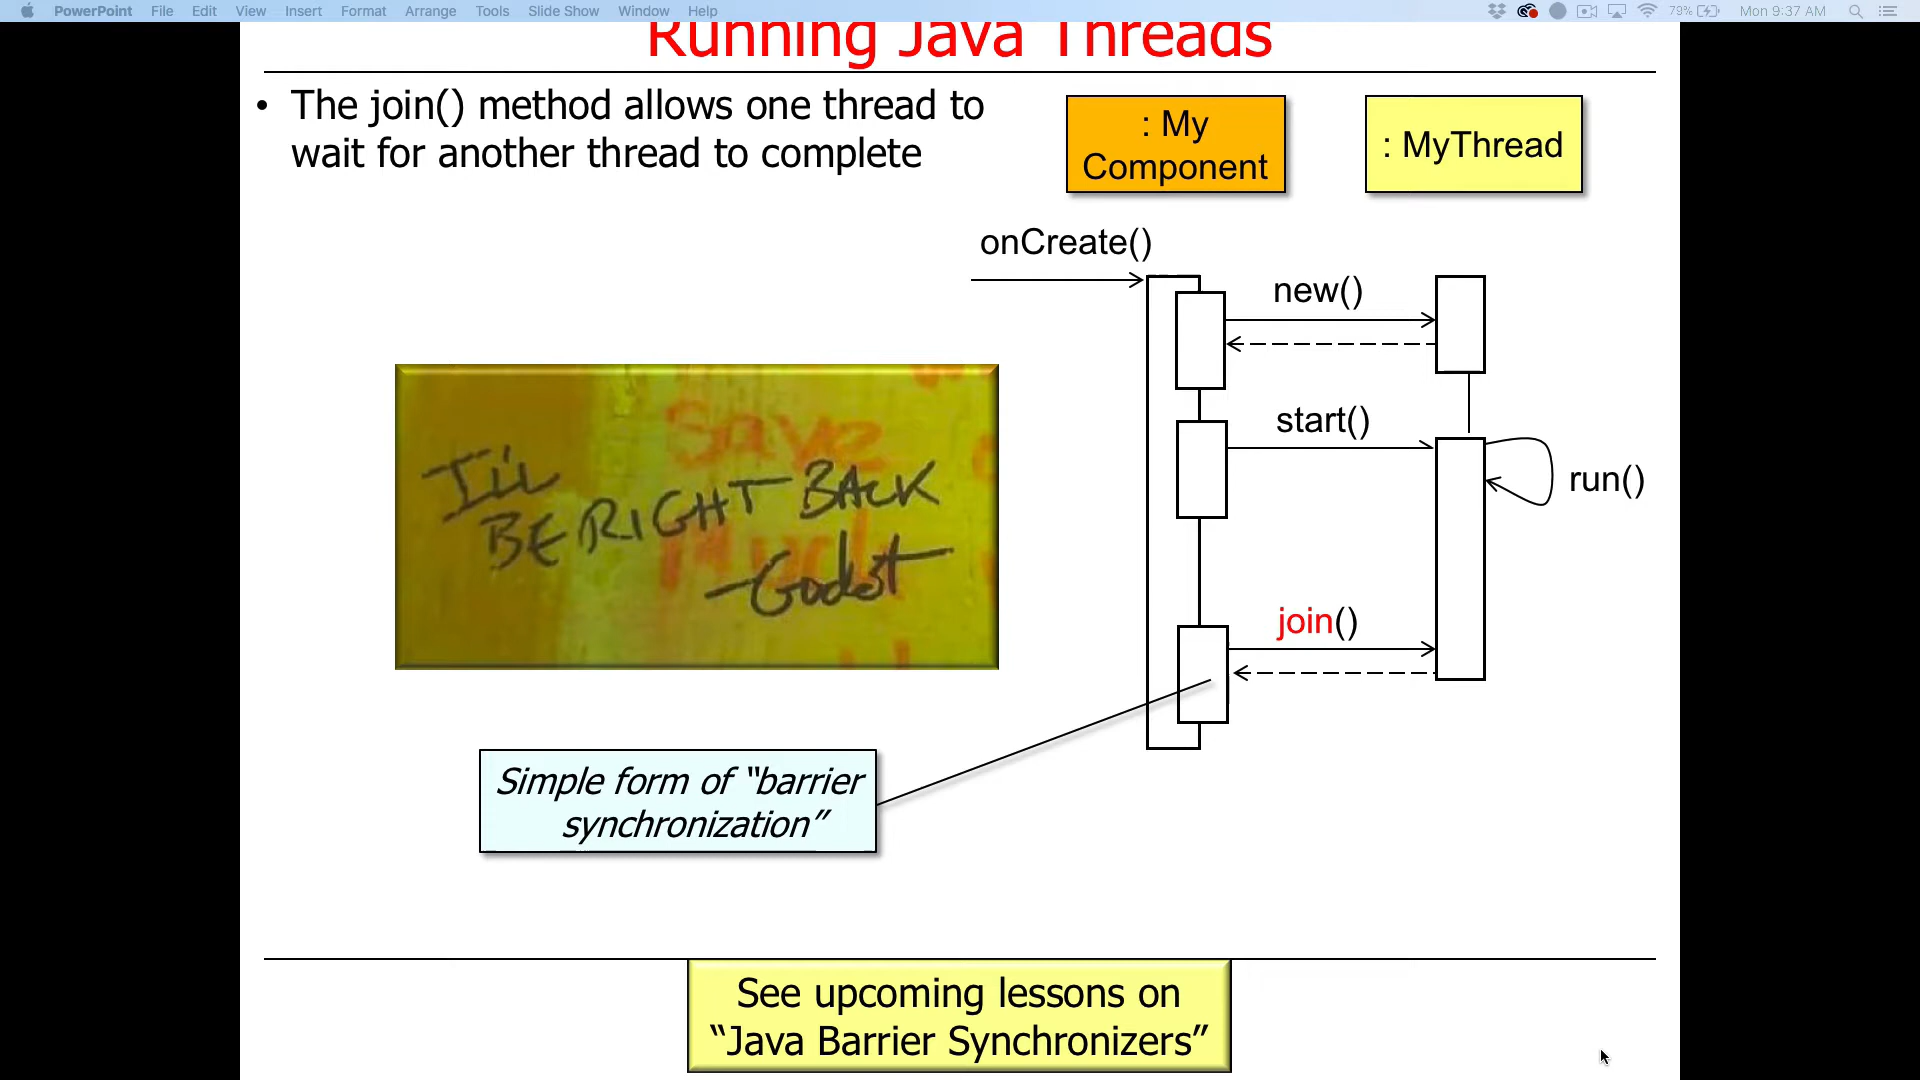 PowerPoint File Edit View Insert Format Arrange Tools Slide Show Window Help 79% Mon 9:37 AM
Running Java Threads
• The join() method allows one thread to
wait for another thread to complete
: My
Component
: MyThread
onCreate()
new()
start()
run()
join()
Save
I'LL
BE RIGHT BACK
-Godot
Simple form of “barrier
synchronization”
See upcoming lessons on
“Java Barrier Synchronizers”